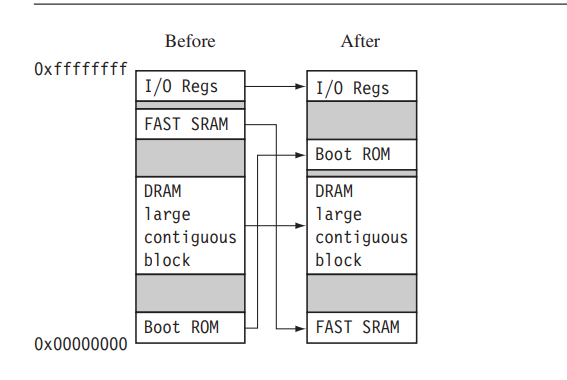 Before
After
0xffffffff
I/O Regs
FAST SRAM
DRAM
large
contiguous
block
Boot ROM
0x00000000
I/O Regs
Boot ROM
DRAM
large
contiguous
block
FAST SRAM